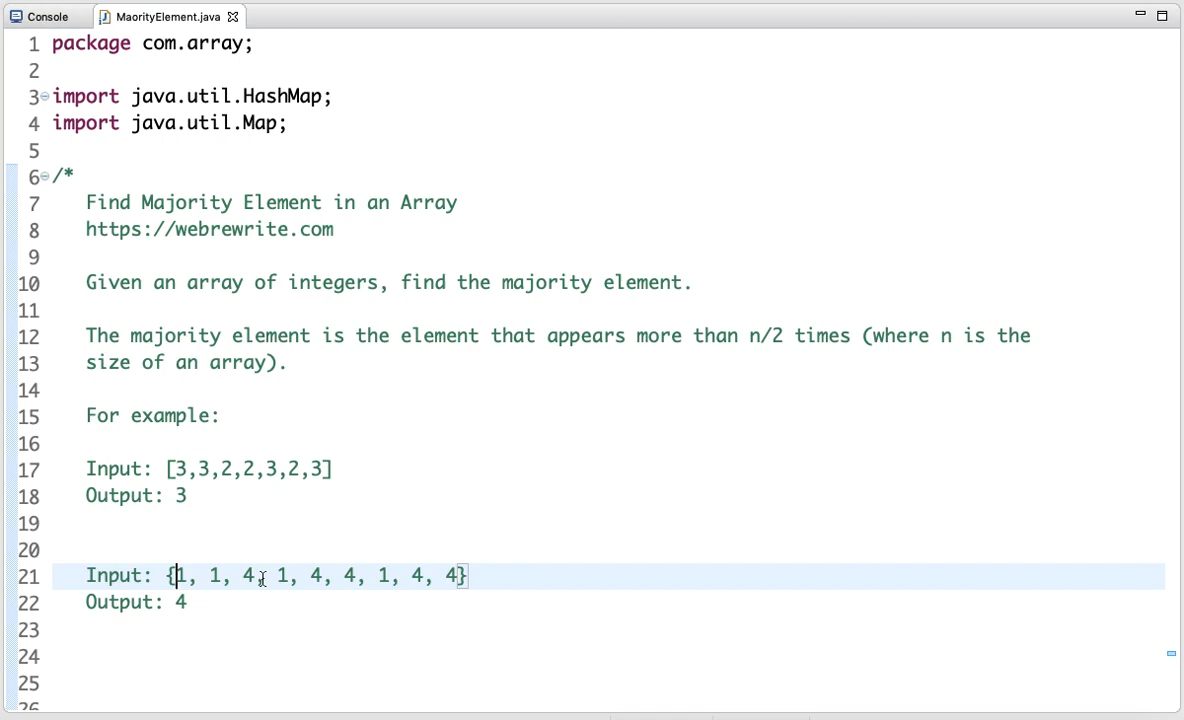 Console MaorityElement.java
1 package com.array;
2
3 import java.util.HashMap;
4 import java.util.Map;
5
6 /*
7 Find Majority Element in an Array
8 https://webrewrite.com
9
10 Given an array of integers, find the majority element.
11
12 The majority element is the element that appears more than n/2 times (where n is the
13 size of an array).
14
15 For example:
16
17 Input: [3,3,2,2,3,2,3]
18 Output: 3
19
20
21 Input: {1, 1, 4, 1, 4, 4, 1, 4, 4}
22 Output: 4
23
24
25
26